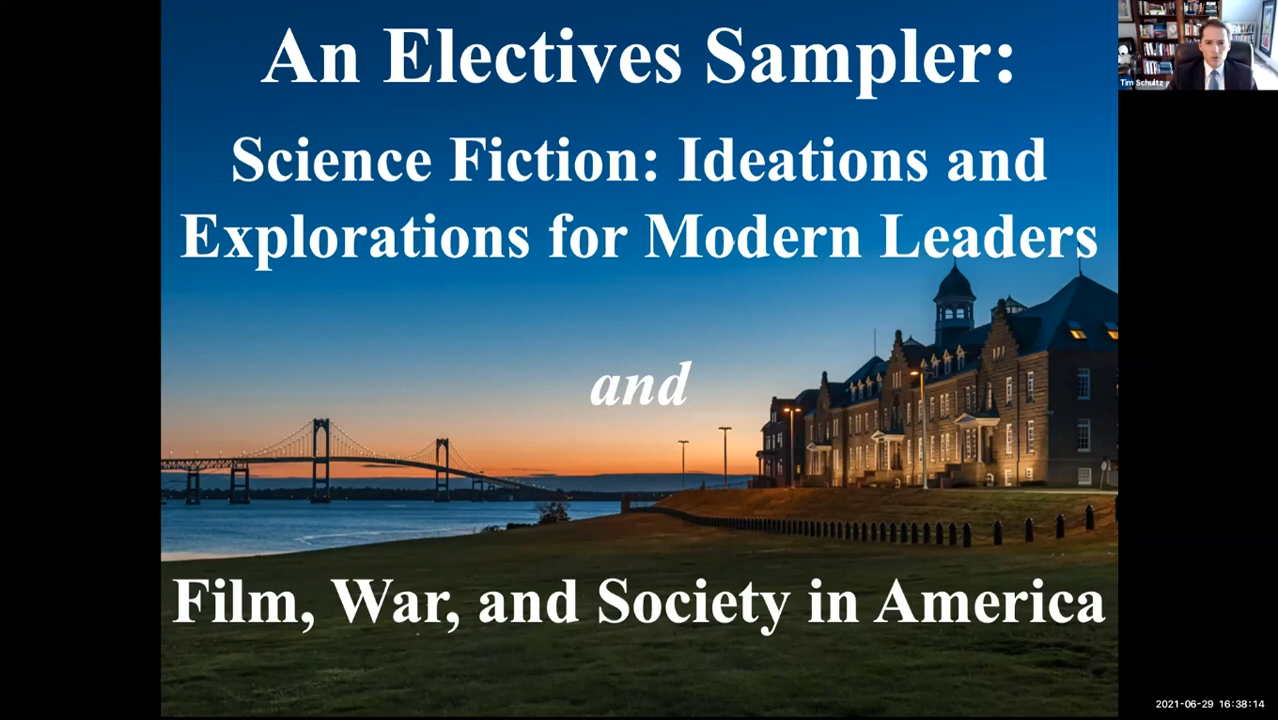 An Electives Sampler:
Science Fiction: Ideations and
Explorations for Modern Leaders
and
Film, War, and Society in America
Tim Schultz
2021-06-29 16:38:14